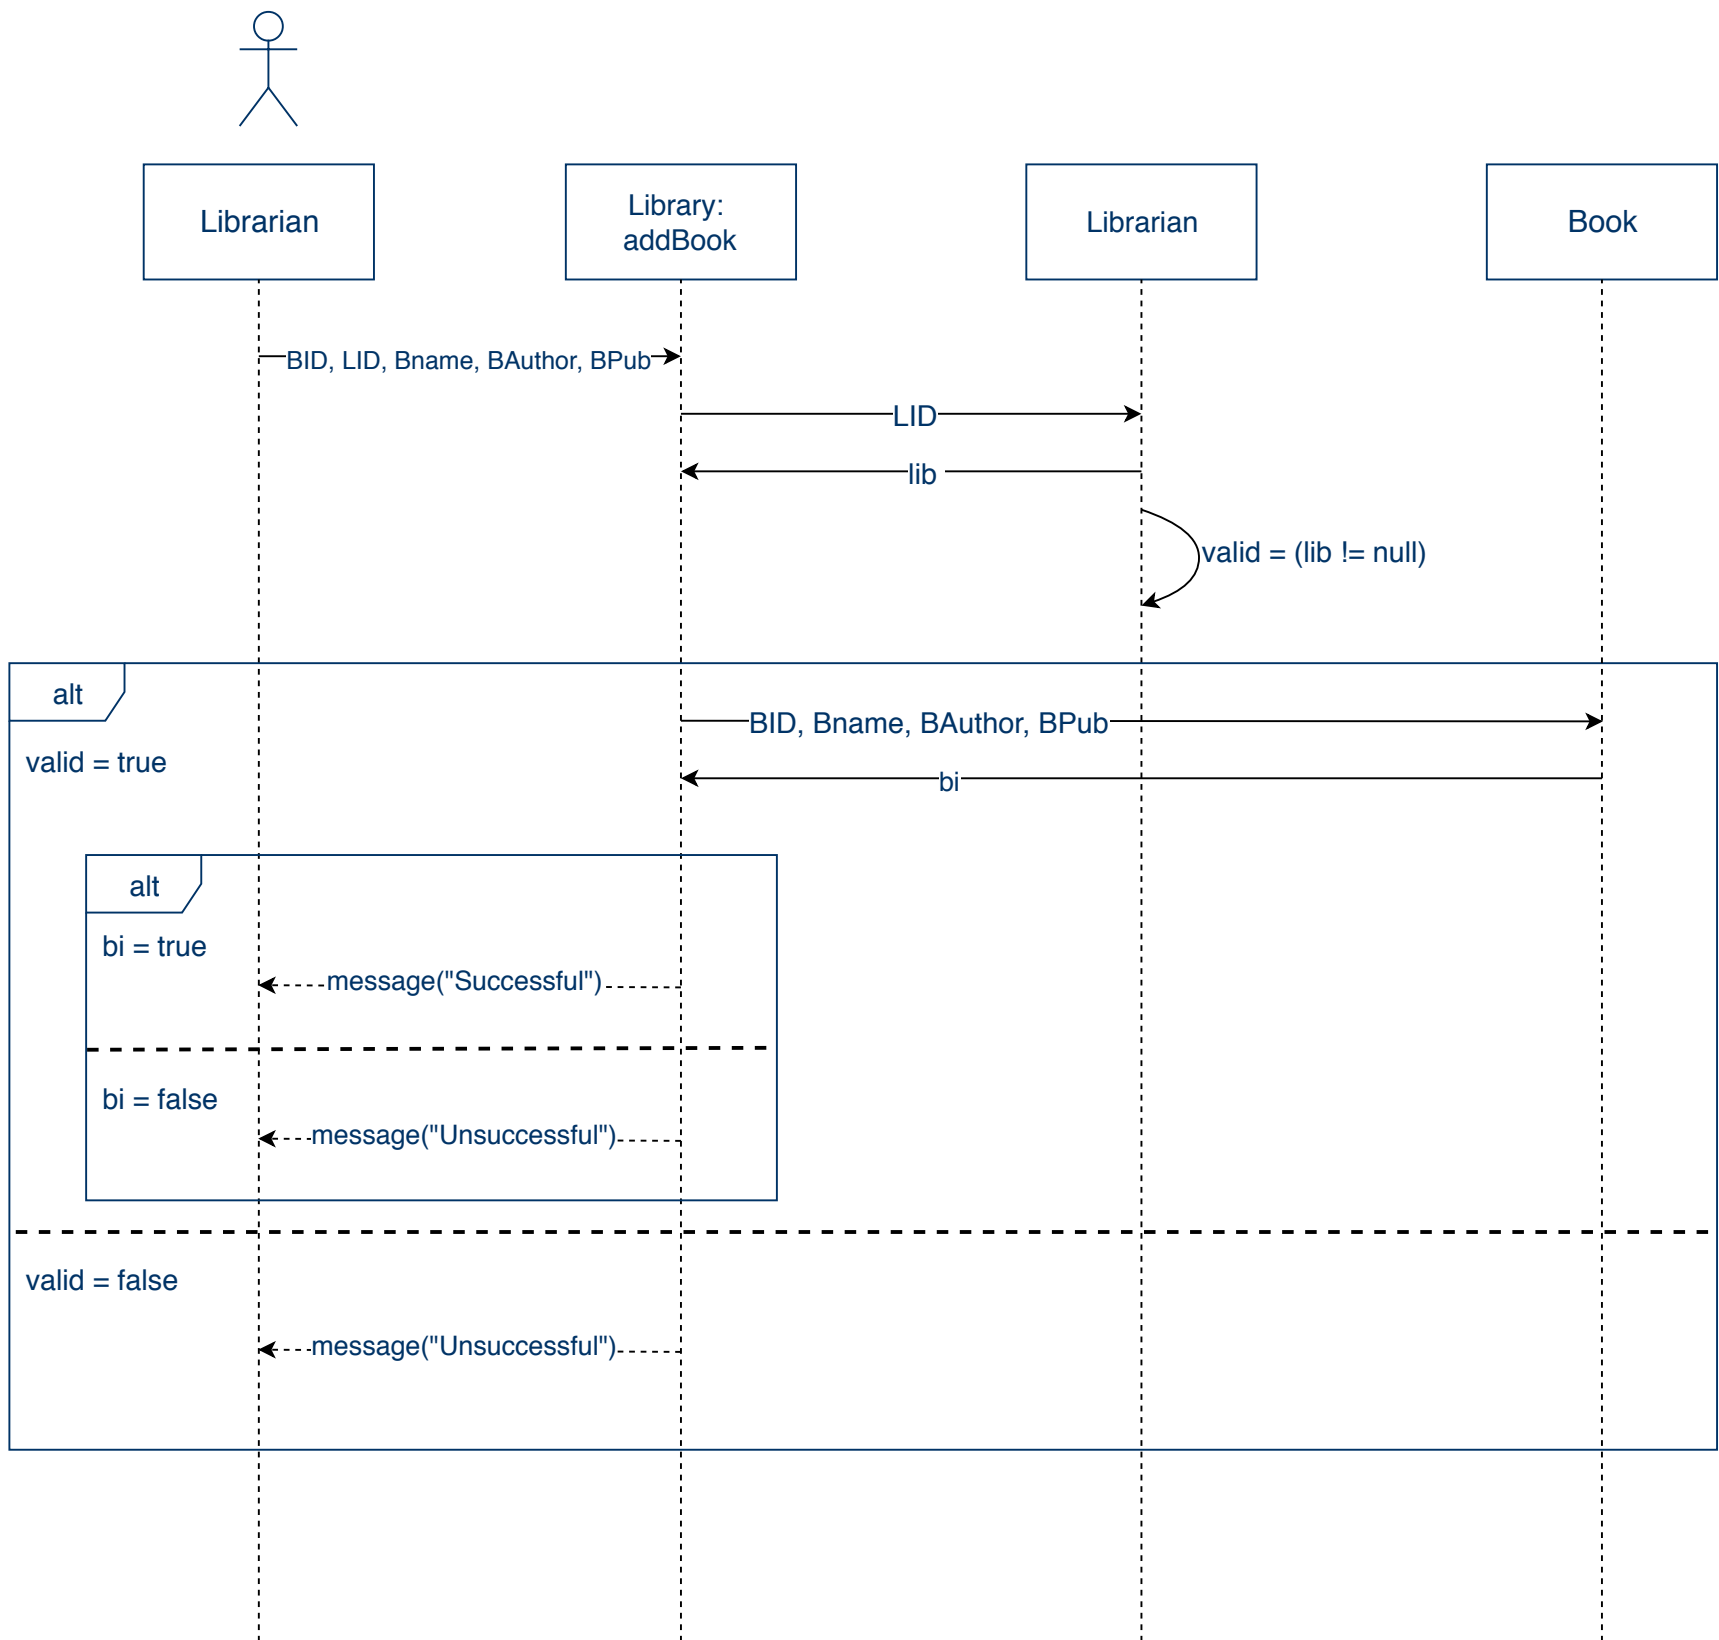 Librarian
Library:
addBook
Librarian
Book
BID, LID, Bname, BAuthor, BPub
LID
lib
valid = (lib != null)
alt
BID, Bname, BAuthor, BPub
valid = true
bi
alt
bi = true
message("Successful")
bi = false
message("Unsuccessful")
valid = false
message("Unsuccessful")